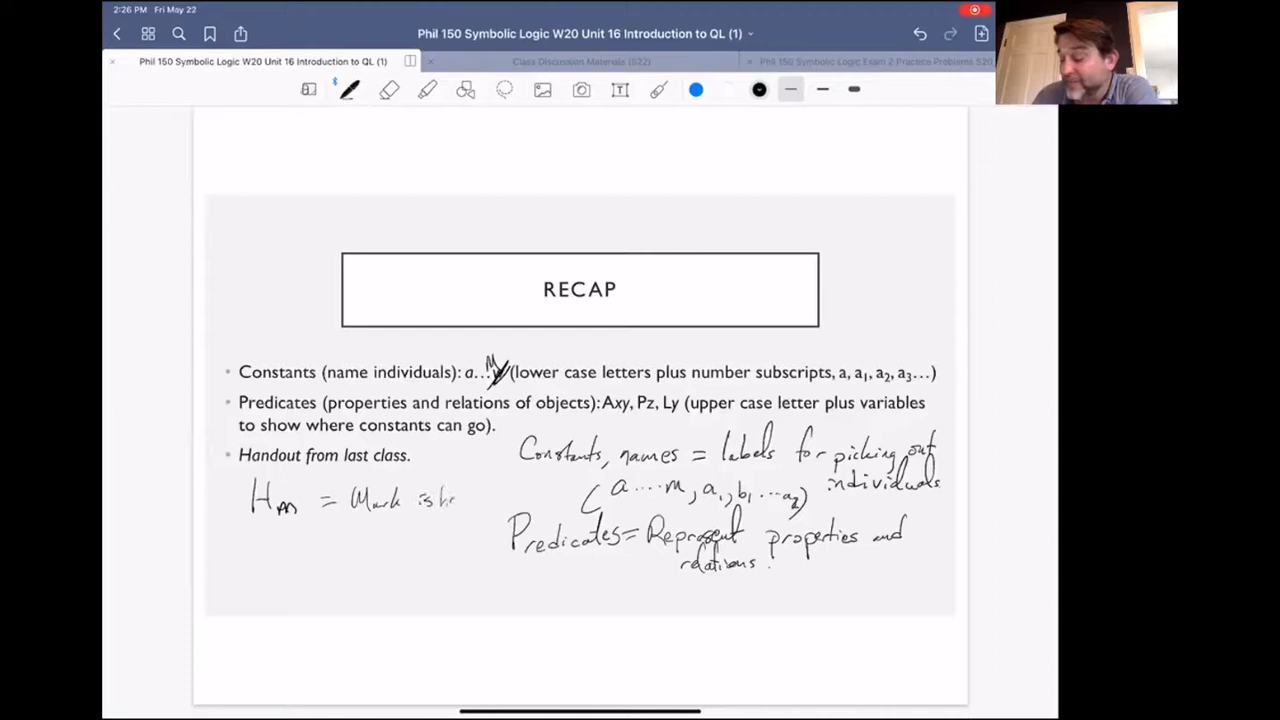 2:26 PM Fri May 22
Phil 150 Symbolic Logic W20 Unit 16 Introduction to QL (1)
Phil 150 Symbolic Logic W20 Unit 16 Introduction to QL (1)
Class Discussion Materials (S22)
Phil 150 Symbolic Logic Exam 2 Practice Problems S20
RECAP
Constants (name individuals): a… (lower case letters plus number subscripts, a, a₁, a₂, a₃…)
Predicates (properties and relations of objects): Axy, Pz, Ly (upper case letter plus variables
to show where constants can go).
Handout from last class.
Constants, names = labels for picking out
individuals
(a....m, a₁, b₁ ...a₂)
Hm = Mark is
Predicates = Represent properties and
relations.